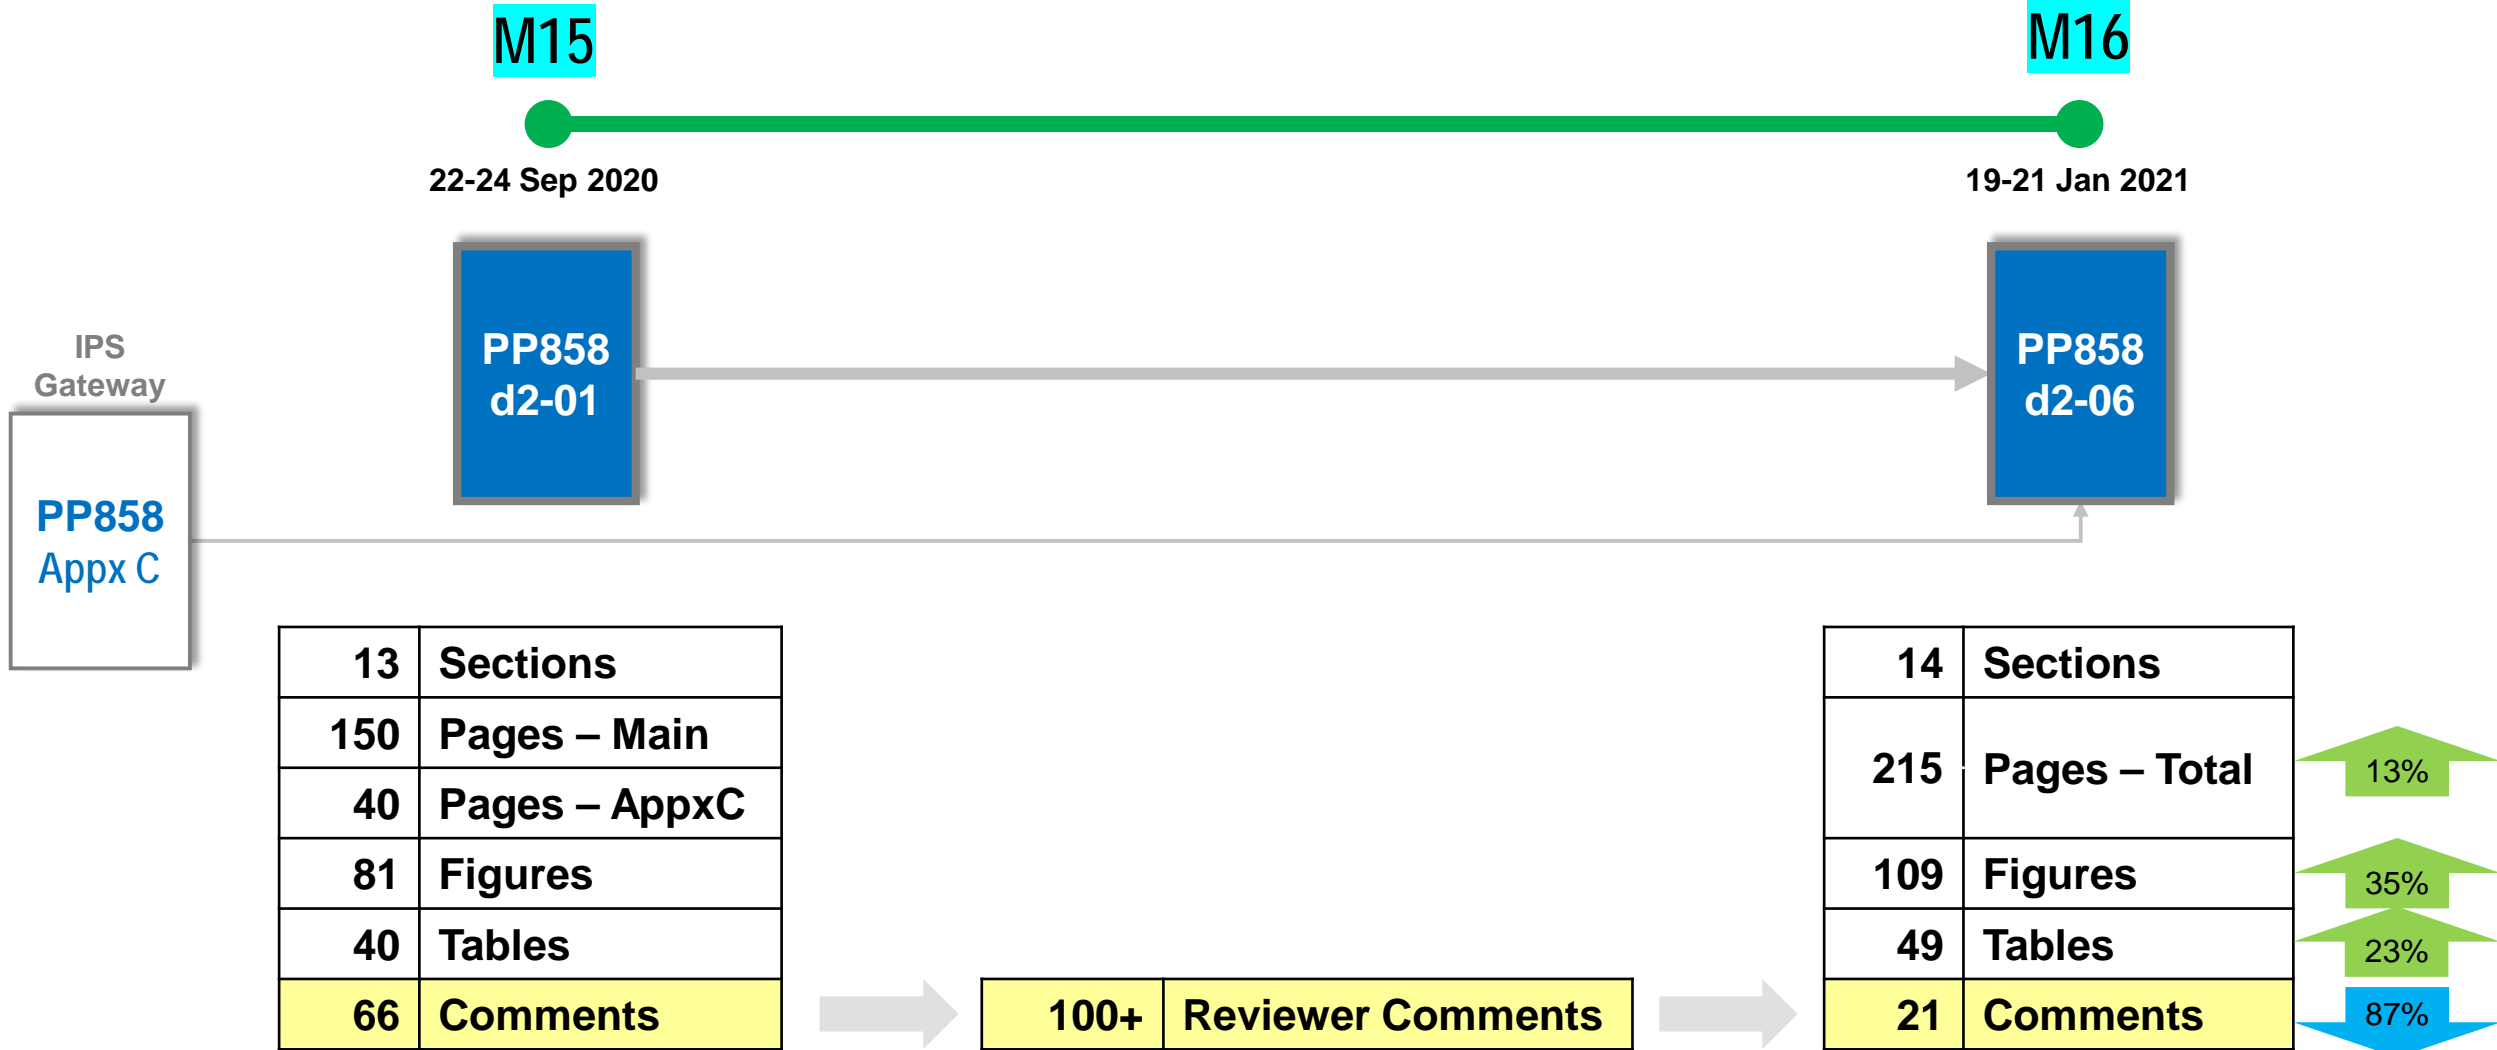 M15
M16
22-24 Sep 2020
19-21 Jan 2021
PP858
d2-01
PP858
d2-06
IPS
Gateway
PP858
Appx C
13 Sections
150 Pages – Main
40 Pages – AppxC
81 Figures
40 Tables
66 Comments
100+ Reviewer Comments
14 Sections
215 Pages – Total 13%
109 Figures 35%
49 Tables 23%
21 Comments 87%